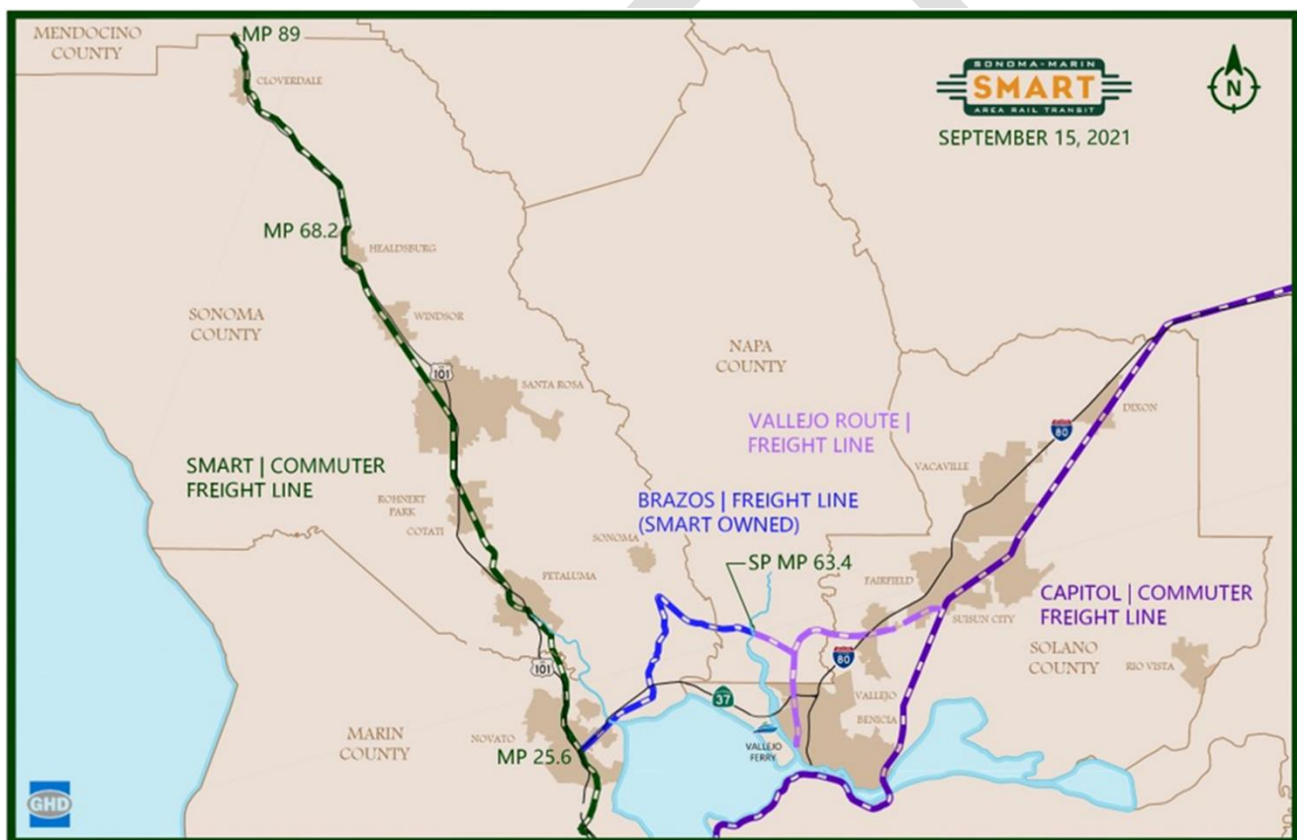 MENDOCINO
COUNTY
MP 89
CLOVERDALE
SONOMA-MARIN
SMART
AREA RAIL TRANSIT
SEPTEMBER 15, 2021
N
MP 68.2
HEALDSBURG
SONOMA
COUNTY
WINDSOR
101
SANTA ROSA
NAPA
COUNTY
DIXON
80
VALLEJO ROUTE |
FREIGHT LINE
VACAVILLE
SMART | COMMUTER
FREIGHT LINE
ROHNERT
PARK
COTATI
BRAZOS | FREIGHT LINE
(SMART OWNED)
SONOMA
SP MP 63.4
PETALUMA
FAIRFIELD
CAPITOL | COMMUTER
FREIGHT LINE
SUISUN CITY
SOLANO
COUNTY
RIO VISTA
101
80
37
VALLEJO
BENICIA
MARIN
COUNTY
NOVATO
MP 25.6
VALLEJO
FERRY
GHD